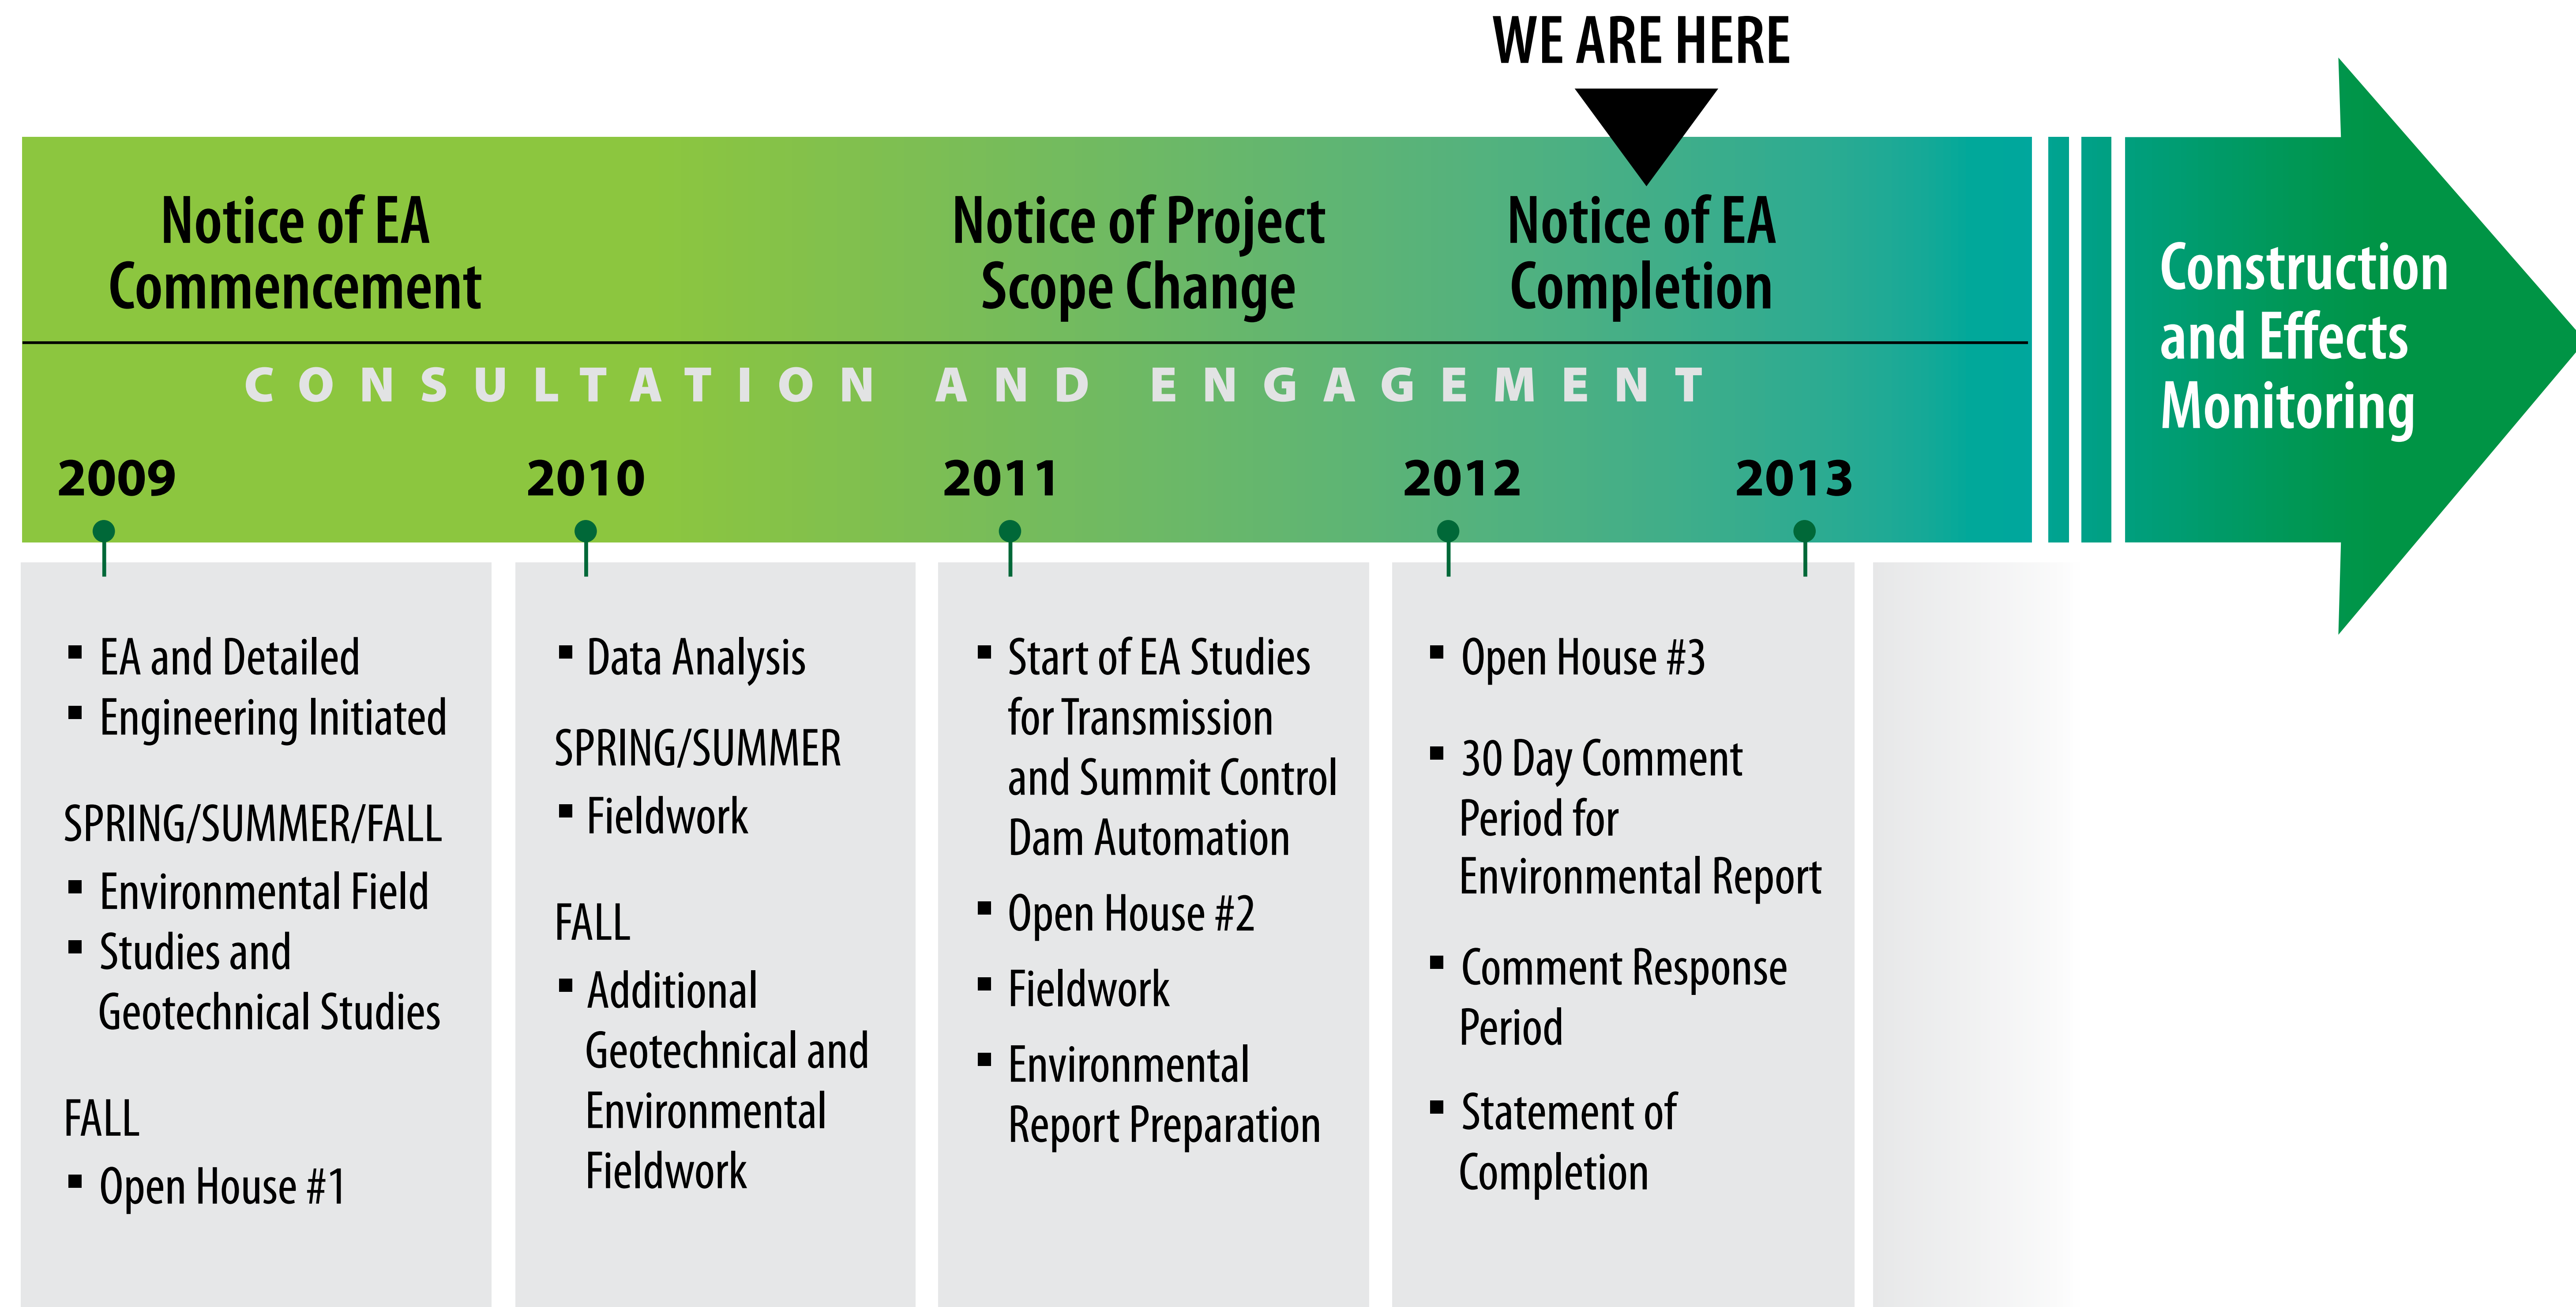 WE ARE HERE
Notice of EA
Commencement
Notice of Project
Scope Change
Notice of EA
Completion
Construction
and Effects
Monitoring
CONSULTATION AND ENGAGEMENT
2009
2010
2011
2012
2013
▪ EA and Detailed
▪ Engineering Initiated
SPRING/SUMMER/FALL
▪ Environmental Field
▪ Studies and
Geotechnical Studies
FALL
▪ Open House #1
▪ Data Analysis
SPRING/SUMMER
▪ Fieldwork
FALL
▪ Additional
Geotechnical and
Environmental
Fieldwork
▪ Start of EA Studies
for Transmission
and Summit Control
Dam Automation
▪ Open House #2
▪ Fieldwork
▪ Environmental
Report Preparation
▪ Open House #3
▪ 30 Day Comment
Period for
Environmental Report
▪ Comment Response
Period
▪ Statement of
Completion